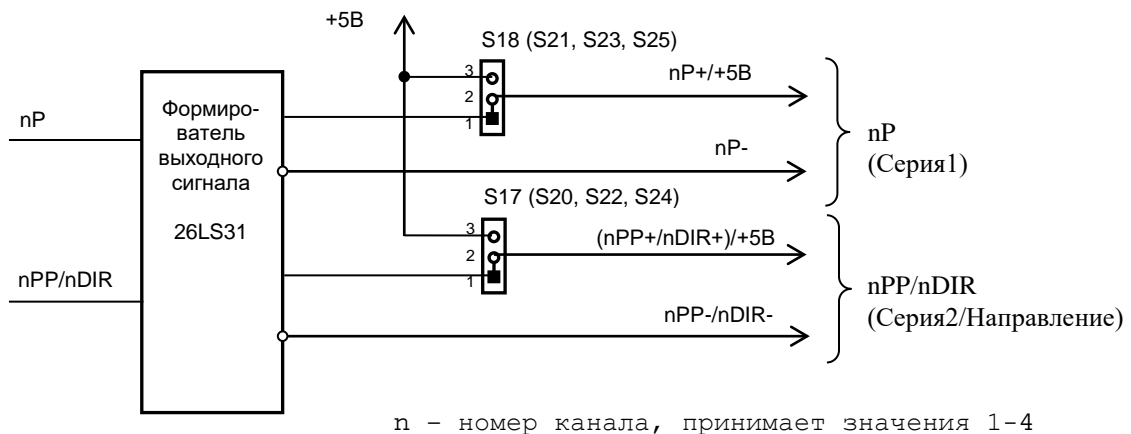 +5В
S18 (S21, S23, S25)
3
2
1
nP+/+5В
nP
Формиро-
ватель
выходного
сигнала
26LS31
nP-
nP
(Серия1)
S17 (S20, S22, S24)
3
2
1
(nPP+/nDIR+)/+5В
nPP/nDIR
nPP-/nDIR-
nPP/nDIR
(Серия2/Направление)
n – номер канала, принимает значения 1-4